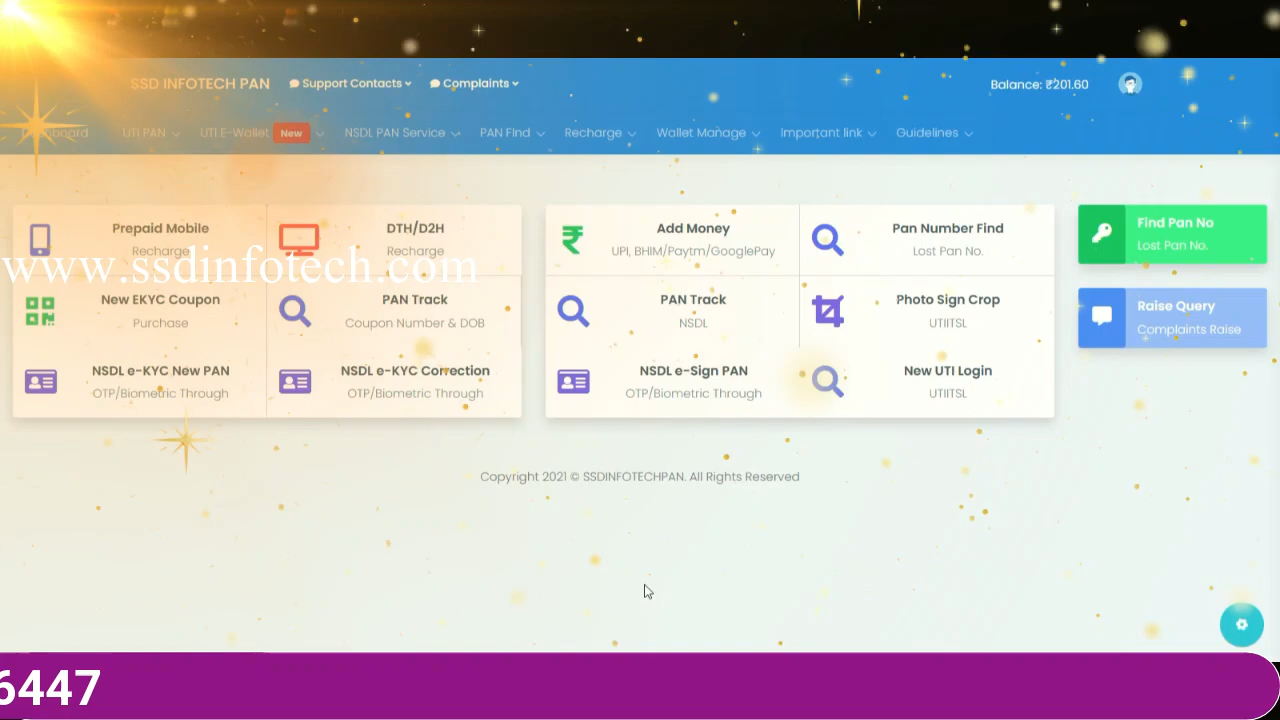 SSD INFOTECH PAN Support Contacts Complaints Balance: ₹201.60
Dashboard UTI PAN UTI E-Wallet New NSDL PAN Service PAN FInd Recharge Wallet Manage Important link Guidelines
Prepaid Mobile
Recharge
DTH/D2H
Recharge
Add Money
UPI, BHIM/Paytm/GooglePay
Pan Number Find
Lost Pan No.
Find Pan No
Lost Pan No.
www.ssdinfotech.com
New EKYC Coupon
Purchase
PAN Track
Coupon Number & DOB
PAN Track
NSDL
Photo Sign Crop
UTIITSL
Raise Query
Complaints Raise
NSDL e-KYC New PAN
OTP/Biometric Through
NSDL e-KYC Correction
OTP/Biometric Through
NSDL e-Sign PAN
OTP/Biometric Through
New UTI Login
UTIITSL
Copyright 2021 © SSDINFOTECHPAN. All Rights Reserved
6447